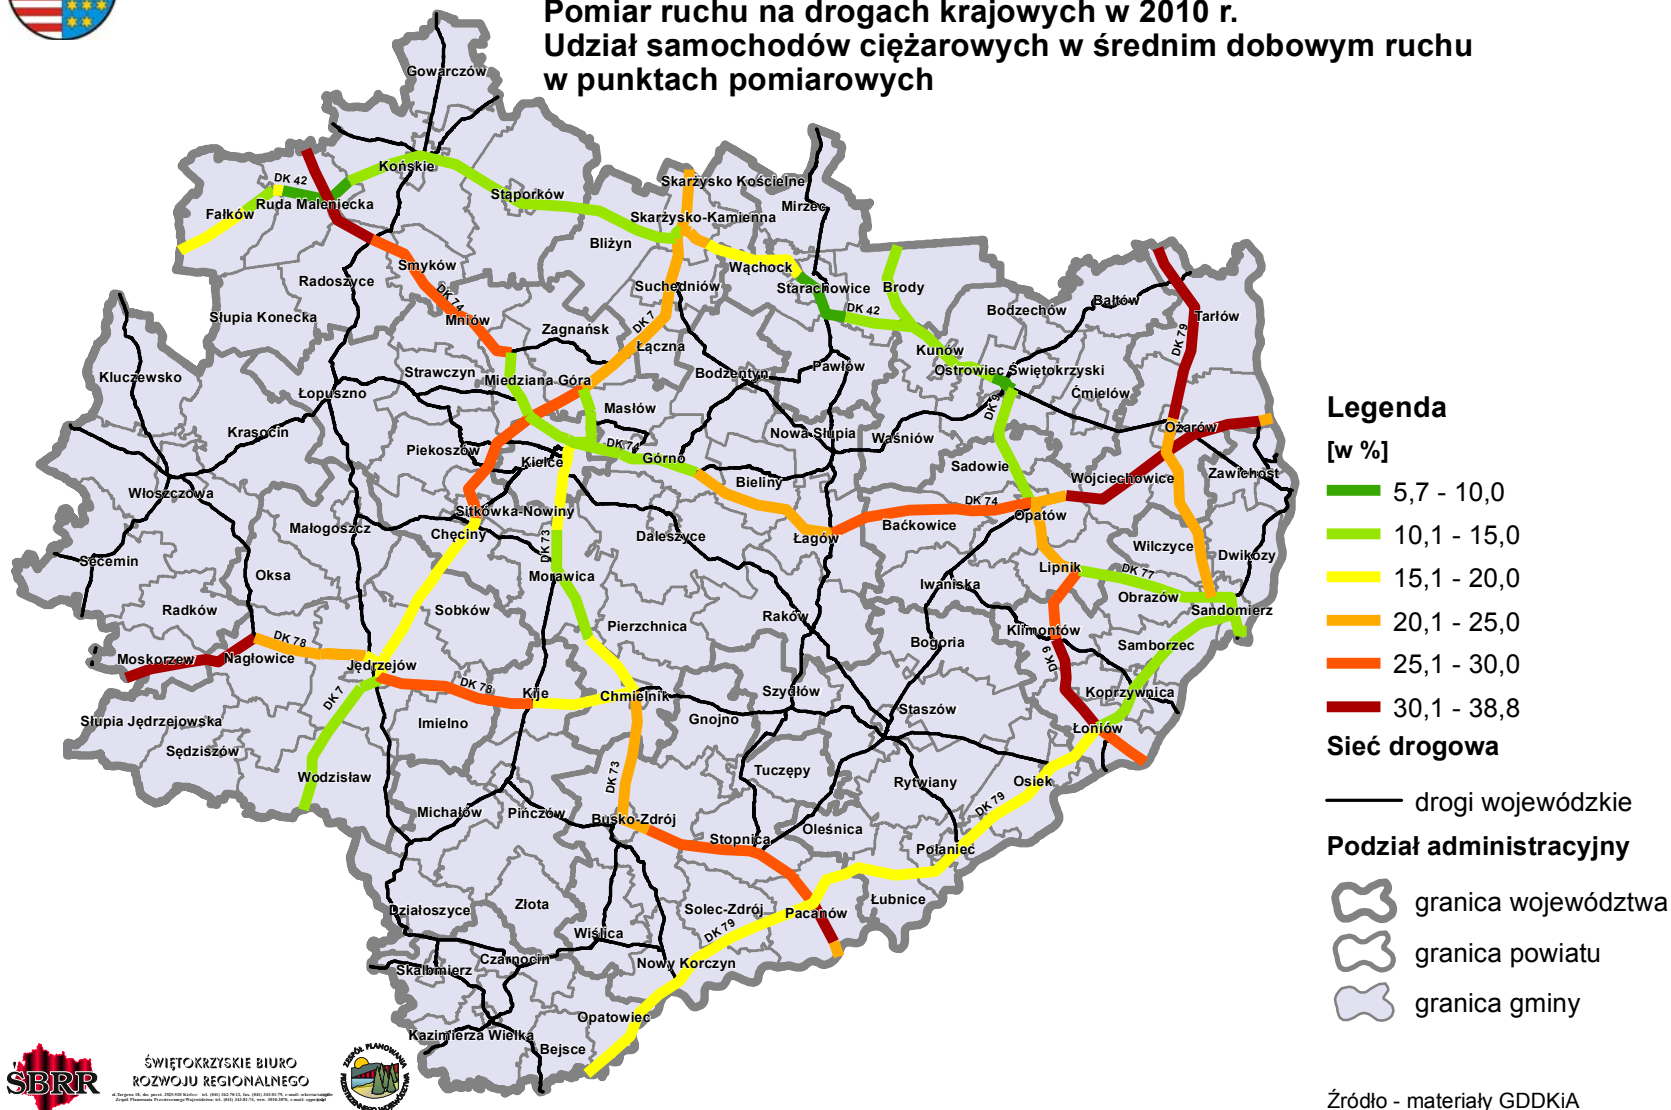 Pomiar ruchu na drogach krajowych w 2010 r.
Udział samochodów ciężarowych w średnim dobowym ruchu
w punktach pomiarowych
Gowarczów
Końskie
DK 42
Ruda Maleniecka
Fałków
Stąporków
Skarżysko Kościelne
Mirzec
Skarżysko-Kamienna
Bliżyn
Smyków
Wąchock
Radoszyce
Suchedniów
Starachowice
Brody
DK 42
Bodzechów
Bałtów
Tarłów
DK 74
Słupia Konecka
Mniów
Zagnańsk
DK 7
Łączna
DK 79
Kunów
Kluczewsko
Strawczyn
Miedziana Góra
Bodzentyn
Pawłów
Ostrowiec Świętokrzyski
Łopuszno
Masłów
DK 9
Ćmielów
Krasocin
Nowa Słupia
Waśniów
Ożarów
Piekoszów
Kielce
DK 74
Górno
Sadowie
Wojciechowice
Zawichost
Bieliny
Włoszczowa
DK 74
Sitkówka-Nowiny
Opatów
Małogoszcz
Chęciny
DK 73
Daleszyce
Łagów
Baćkowice
Wilczyce
Dwikozy
Secemin
Oksa
Morawica
Lipnik
DK 77
Iwaniska
Obrazów
Radków
Sobków
Sandomierz
Raków
Pierzchnica
Klimontów
Bogoria
Samborzec
DK 78
Moskorzew
Nagłowice
Jędrzejów
DK 9
DK 78
Kije
Chmielnik
Szydłów
Koprzywnica
DK 7
Słupia Jędrzejowska
Imielno
Gnojno
Staszów
Łoniów
Sędziszów
Wodzisław
DK 73
Tuczępy
Rytwiany
Osiek
Michałów
Pińczów
Busko-Zdrój
DK 79
Stopnica
Oleśnica
Połaniec
Działoszyce
Złota
Solec-Zdrój
Pacanów
Łubnice
Wiślica
DK 79
Czarnocin
Nowy Korczyn
Skalbmierz
Opatowiec
Kazimierza Wielka
Bejsce
Legenda
[w %]
5,7 - 10,0
10,1 - 15,0
15,1 - 20,0
20,1 - 25,0
25,1 - 30,0
30,1 - 38,8
Sieć drogowa
drogi wojewódzkie
Podział administracyjny
granica województwa
granica powiatu
granica gminy
ŚBRR
ŚWIĘTOKRZYSKIE BIURO
ROZWOJU REGIONALNEGO
ZESPÓŁ PLANOWANIA
PRZESTRZENNEGO WOJEWÓDZTWA
Źródło - materiały GDDKiA